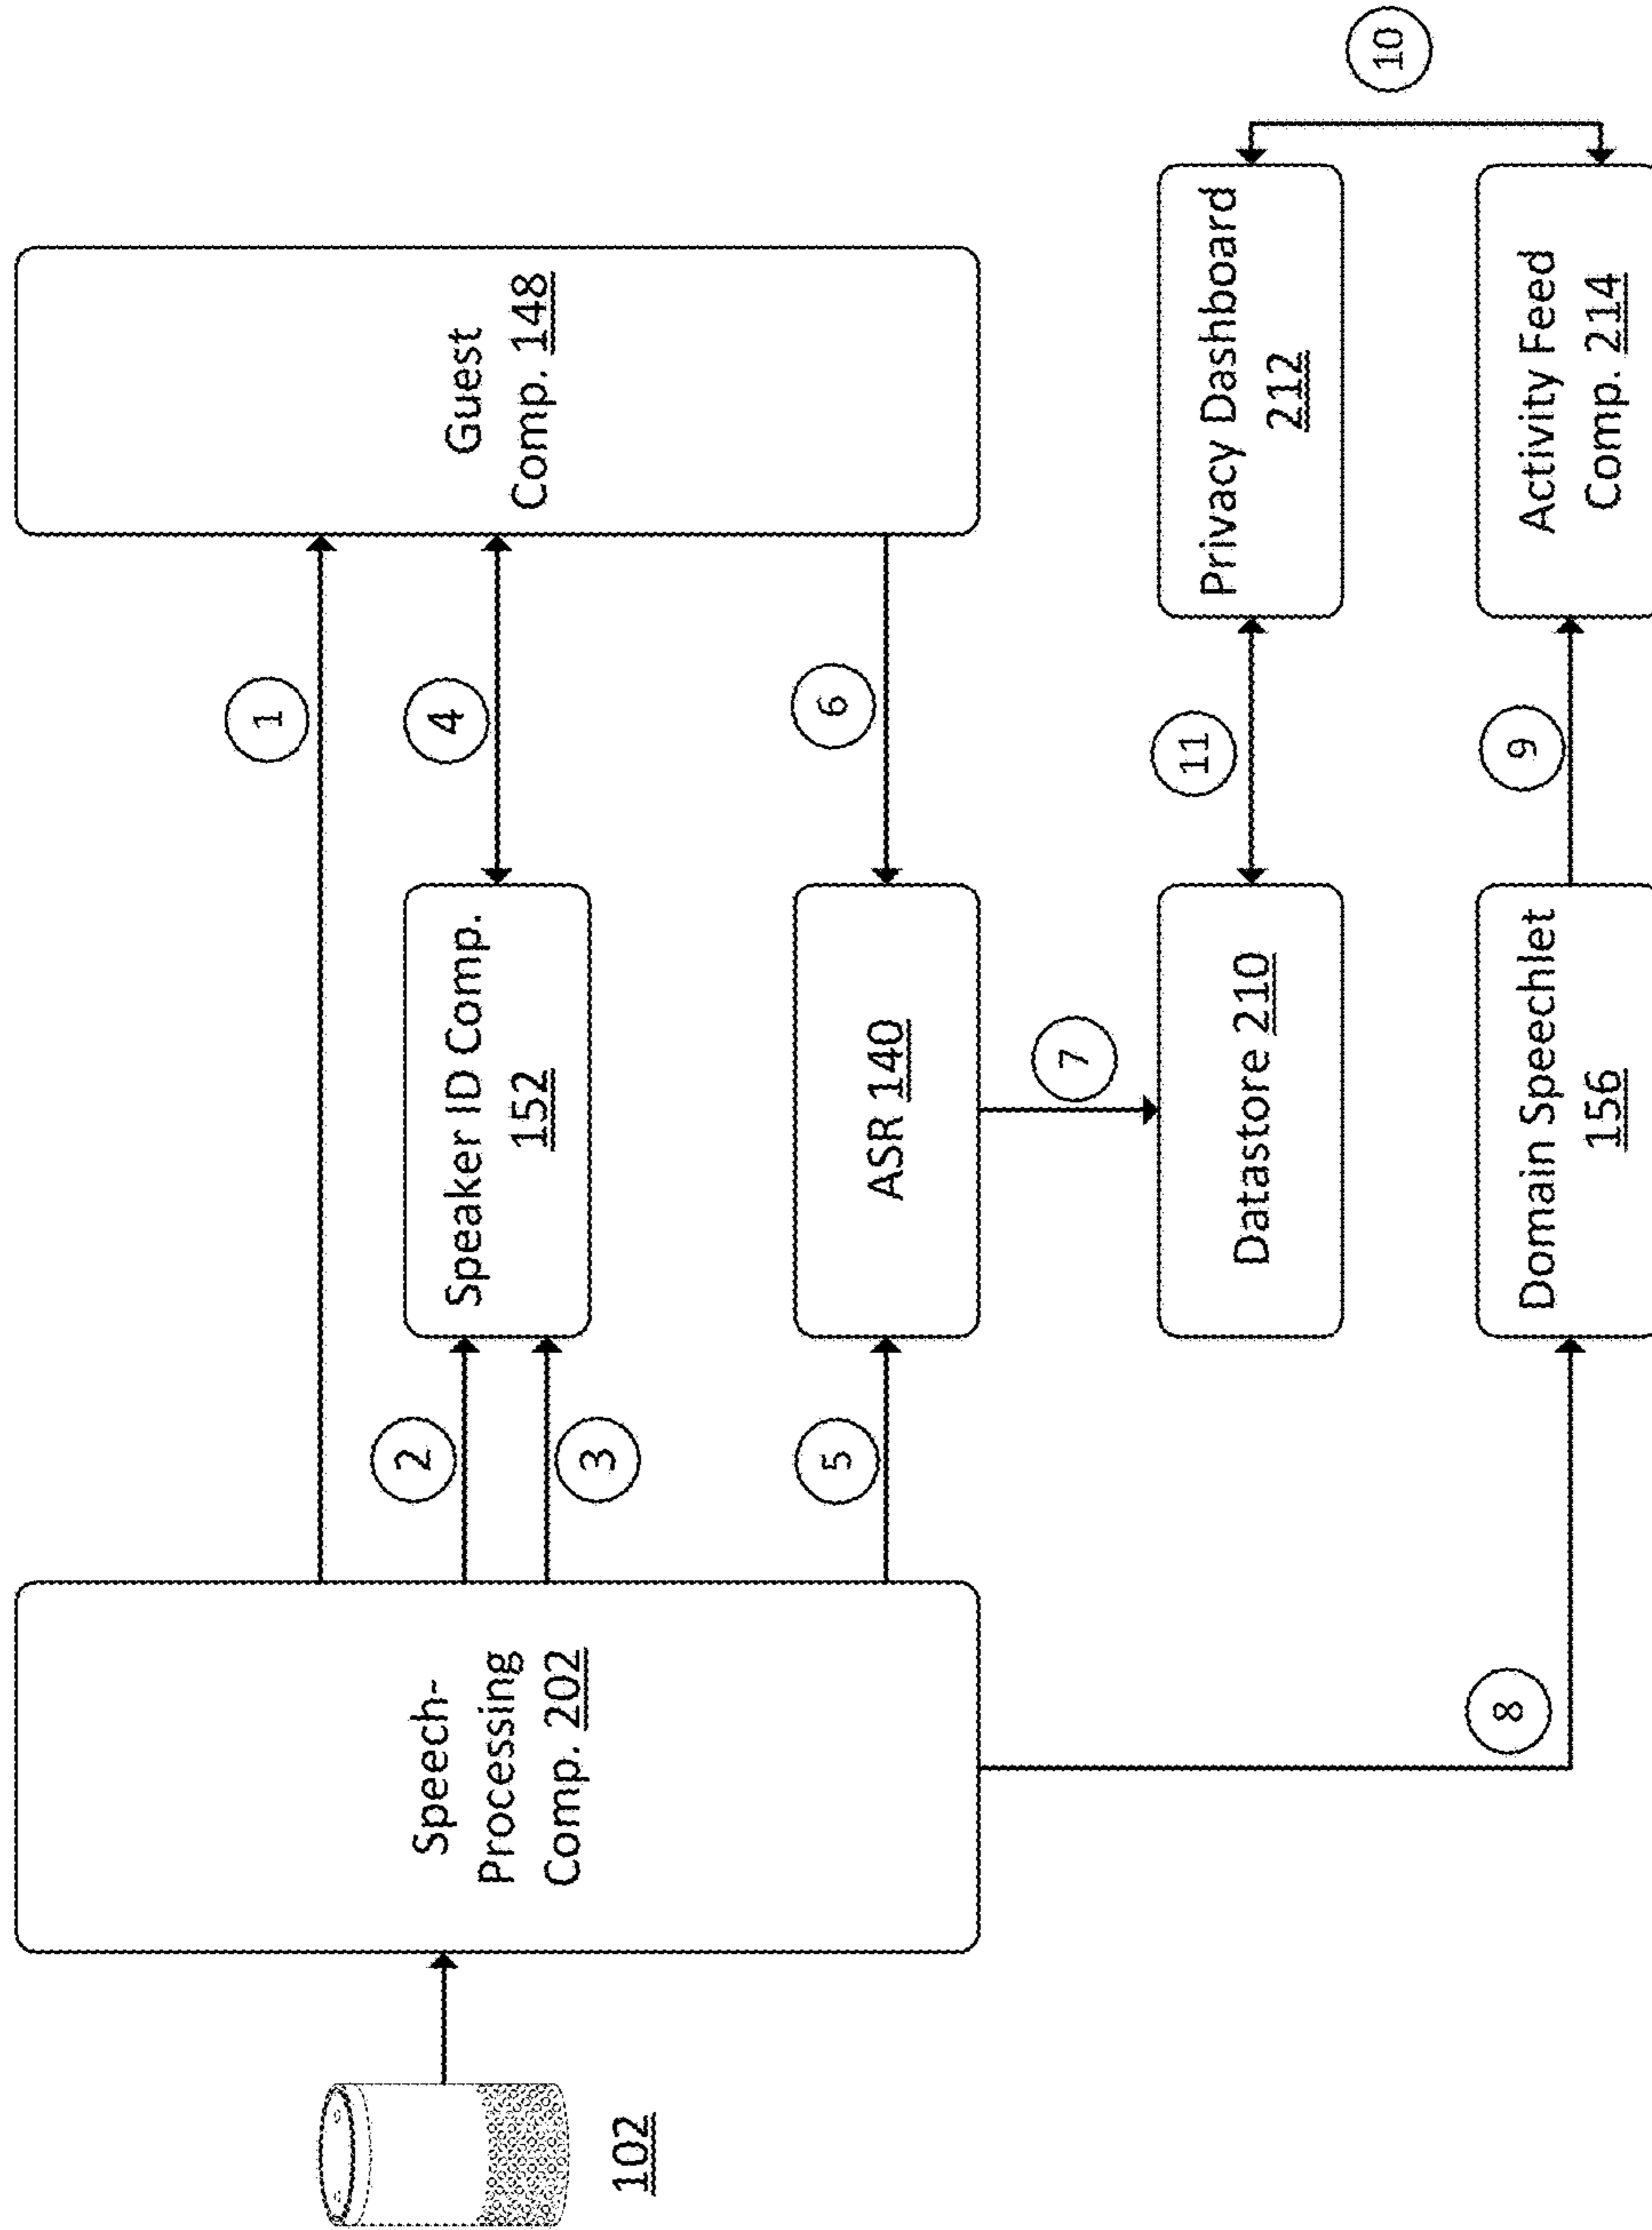 102
Speech-
Processing
Comp. 202
1
2
3
4
5
6
7
8
9
10
11
Speaker ID Comp.
152
Guest
Comp. 148
ASR 140
Datastore 210
Privacy Dashboard
212
Domain Speechlet
156
Activity Feed
Comp. 214